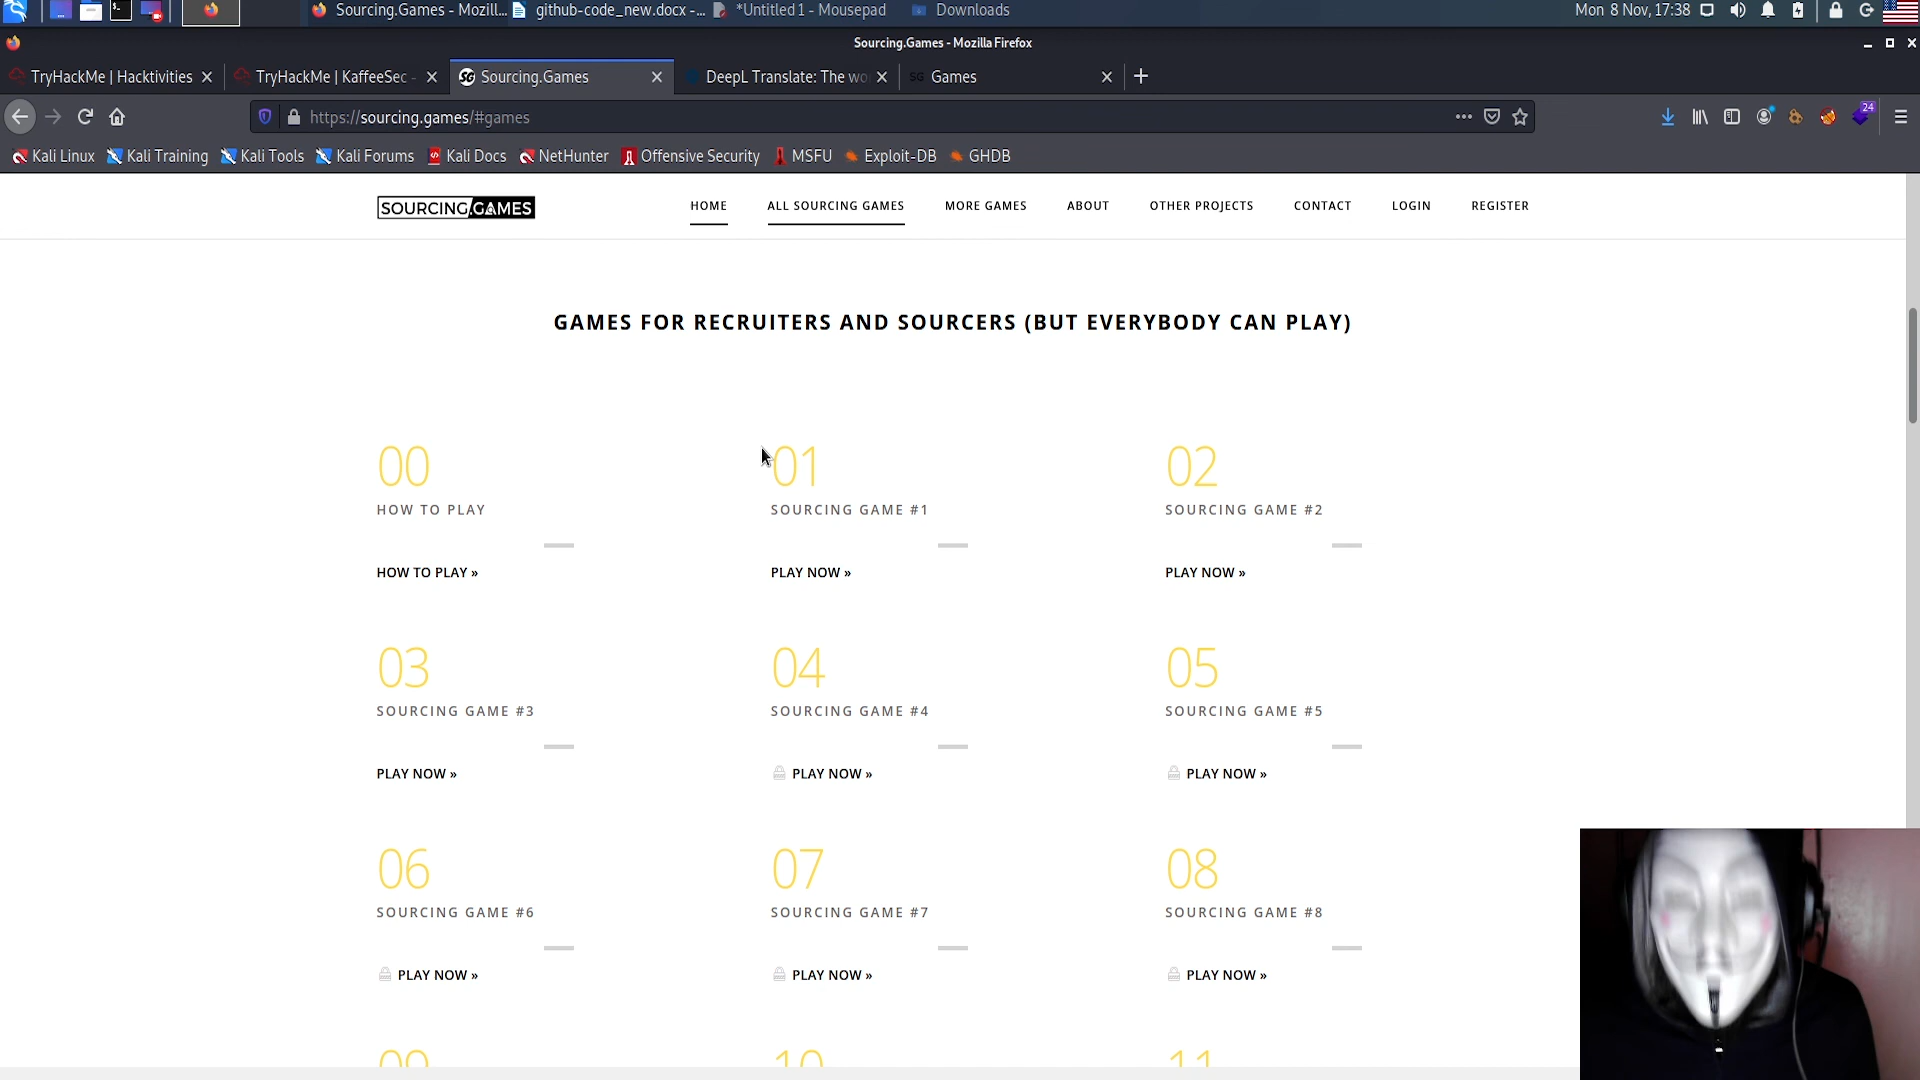 Sourcing.Games - Mozill... github-code_new.docx -... *Untitled 1 - Mousepad Downloads Mon 8 Nov, 17:38
Sourcing.Games - Mozilla Firefox
TryHackMe | Hacktivities TryHackMe | KaffeeSec - Sourcing.Games DeepL Translate: The wo Games
https://sourcing.games/#games 24
Kali Linux Kali Training Kali Tools Kali Forums Kali Docs NetHunter Offensive Security MSFU Exploit-DB GHDB
SOURCING.GAMES HOME ALL SOURCING GAMES MORE GAMES ABOUT OTHER PROJECTS CONTACT LOGIN REGISTER
GAMES FOR RECRUITERS AND SOURCERS (BUT EVERYBODY CAN PLAY)
00 01 02
HOW TO PLAY SOURCING GAME #1 SOURCING GAME #2
HOW TO PLAY » PLAY NOW » PLAY NOW »
03 04 05
SOURCING GAME #3 SOURCING GAME #4 SOURCING GAME #5
PLAY NOW » PLAY NOW » PLAY NOW »
06 07 08
SOURCING GAME #6 SOURCING GAME #7 SOURCING GAME #8
PLAY NOW » PLAY NOW » PLAY NOW »
09 10 11